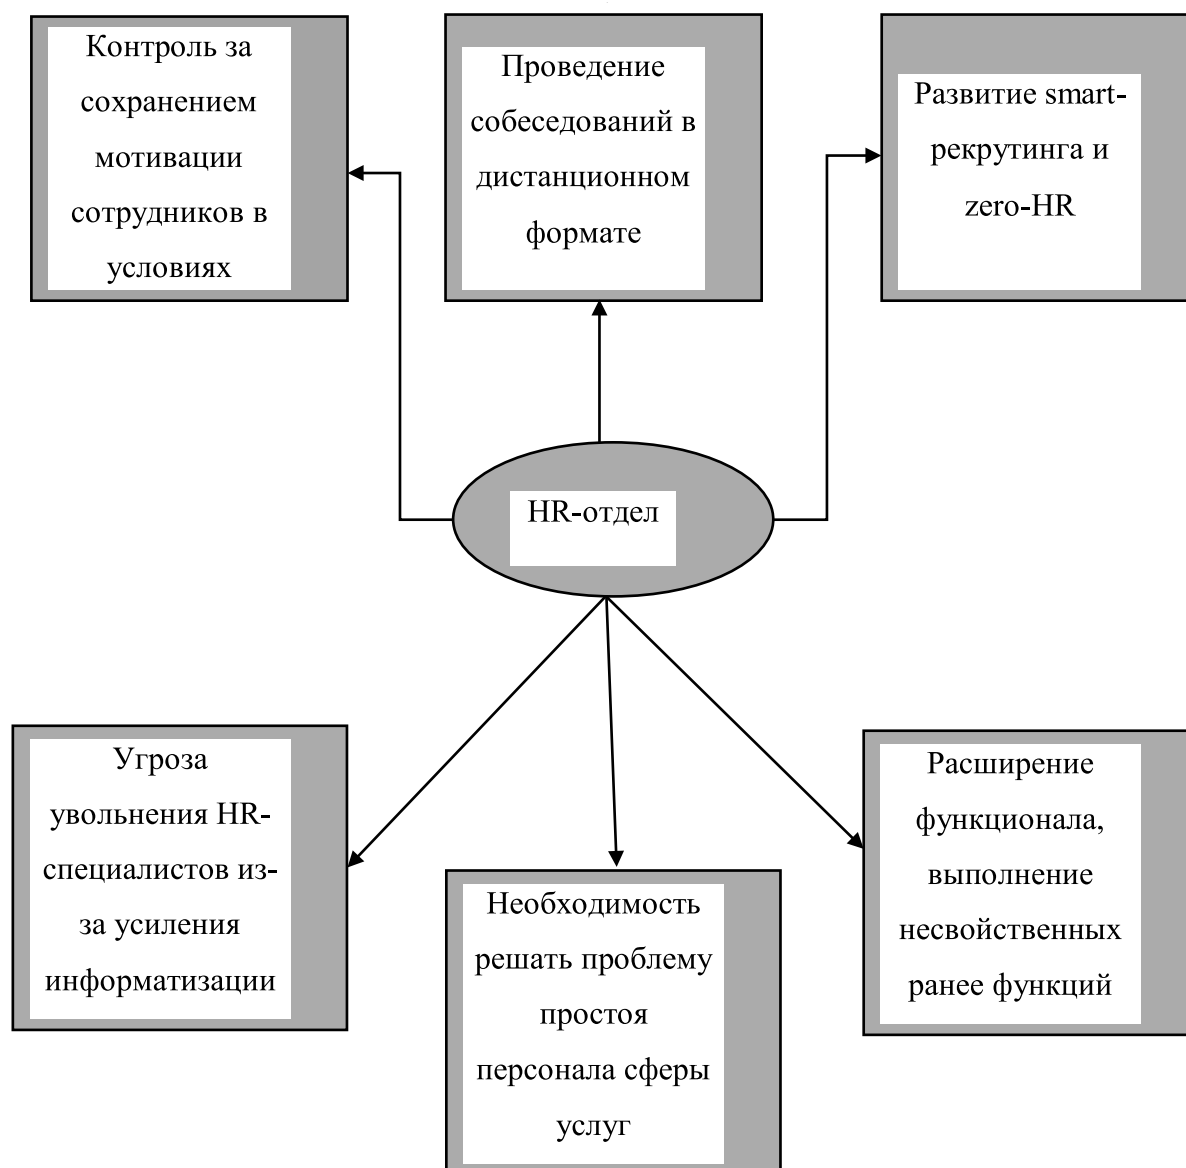 Контроль за
сохранением
мотивации
сотрудников в
условиях
Проведение
собеседований в
дистанционном
формате
Развитие smart-
рекрутинга и
zero-HR
HR-отдел
Угроза
увольнения HR-
специалистов из-
за усиления
информатизации
Необходимость
решать проблему
простоя
персонала сферы
услуг
Расширение
функционала,
выполнение
несвойственных
ранее функций